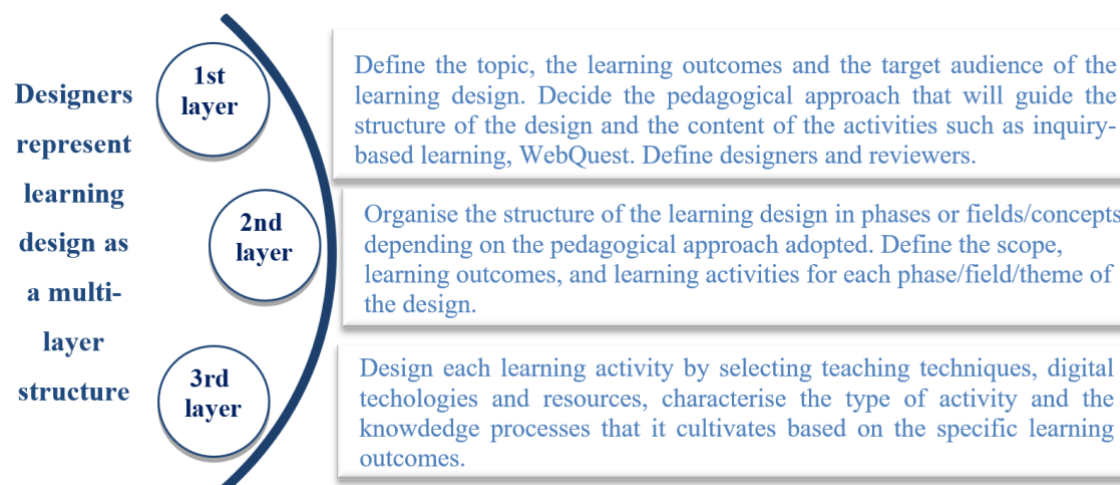 Designers
represent
learning
design as
a multi-
layer
structure
1st
layer
Define the topic, the learning outcomes and the target audience of the
learning design. Decide the pedagogical approach that will guide the
structure of the design and the content of the activities such as inquiry-
based learning, WebQuest. Define designers and reviewers.
2nd
layer
Organise the structure of the learning design in phases or fields/concepts
depending on the pedagogical approach adopted. Define the scope,
learning outcomes, and learning activities for each phase/field/theme of
the design.
3rd
layer
Design each learning activity by selecting teaching techniques, digital
techologies and resources, characterise the type of activity and the
knowdedge processes that it cultivates based on the specific learning
outcomes.